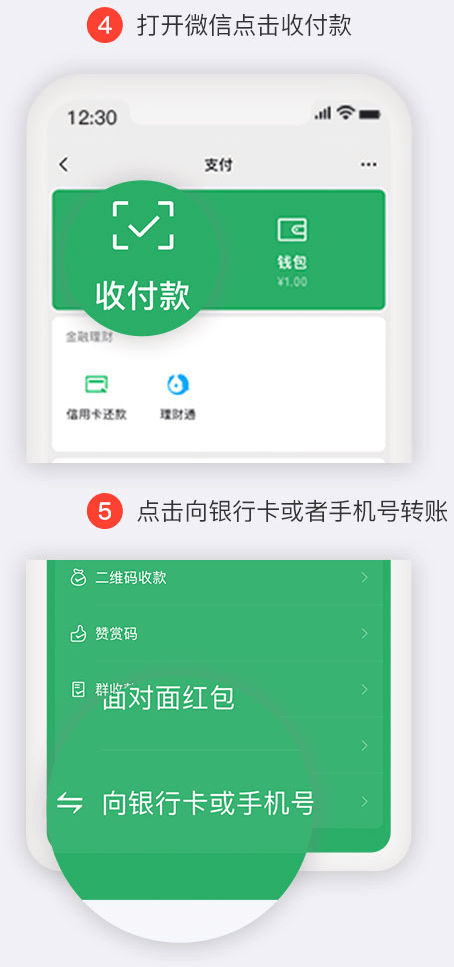 4 打开微信点击收付款
12:30
支付
收付款
钱包
¥1.00
金融理财
信用卡还款
理财通
5 点击向银行卡或者手机号转账
二维码收款
赞赏码
群收
面对面红包
向银行卡或手机号